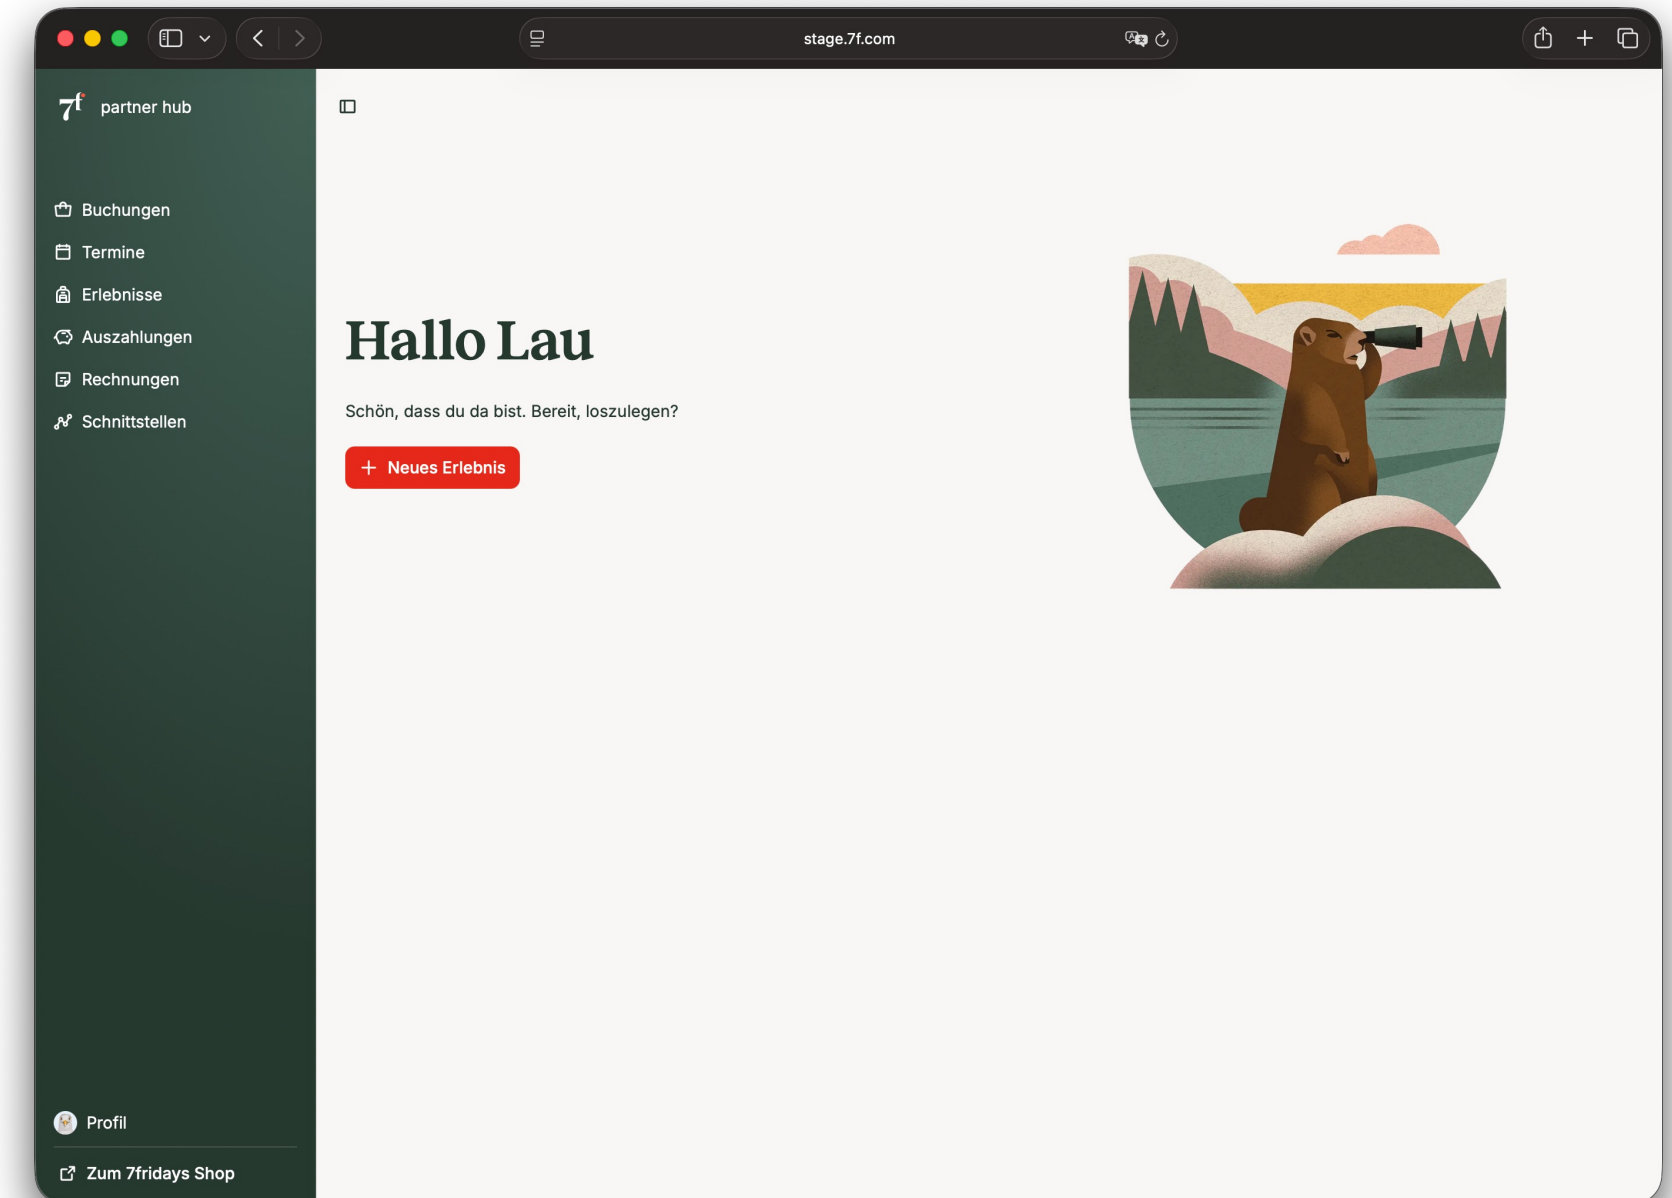 stage.7f.com
7f partner hub
Buchungen
Termine
Erlebnisse
Auszahlungen
Rechnungen
Schnittstellen
Hallo Lau
Schön, dass du da bist. Bereit, loszulegen?
+ Neues Erlebnis
Profil
Zum 7fridays Shop